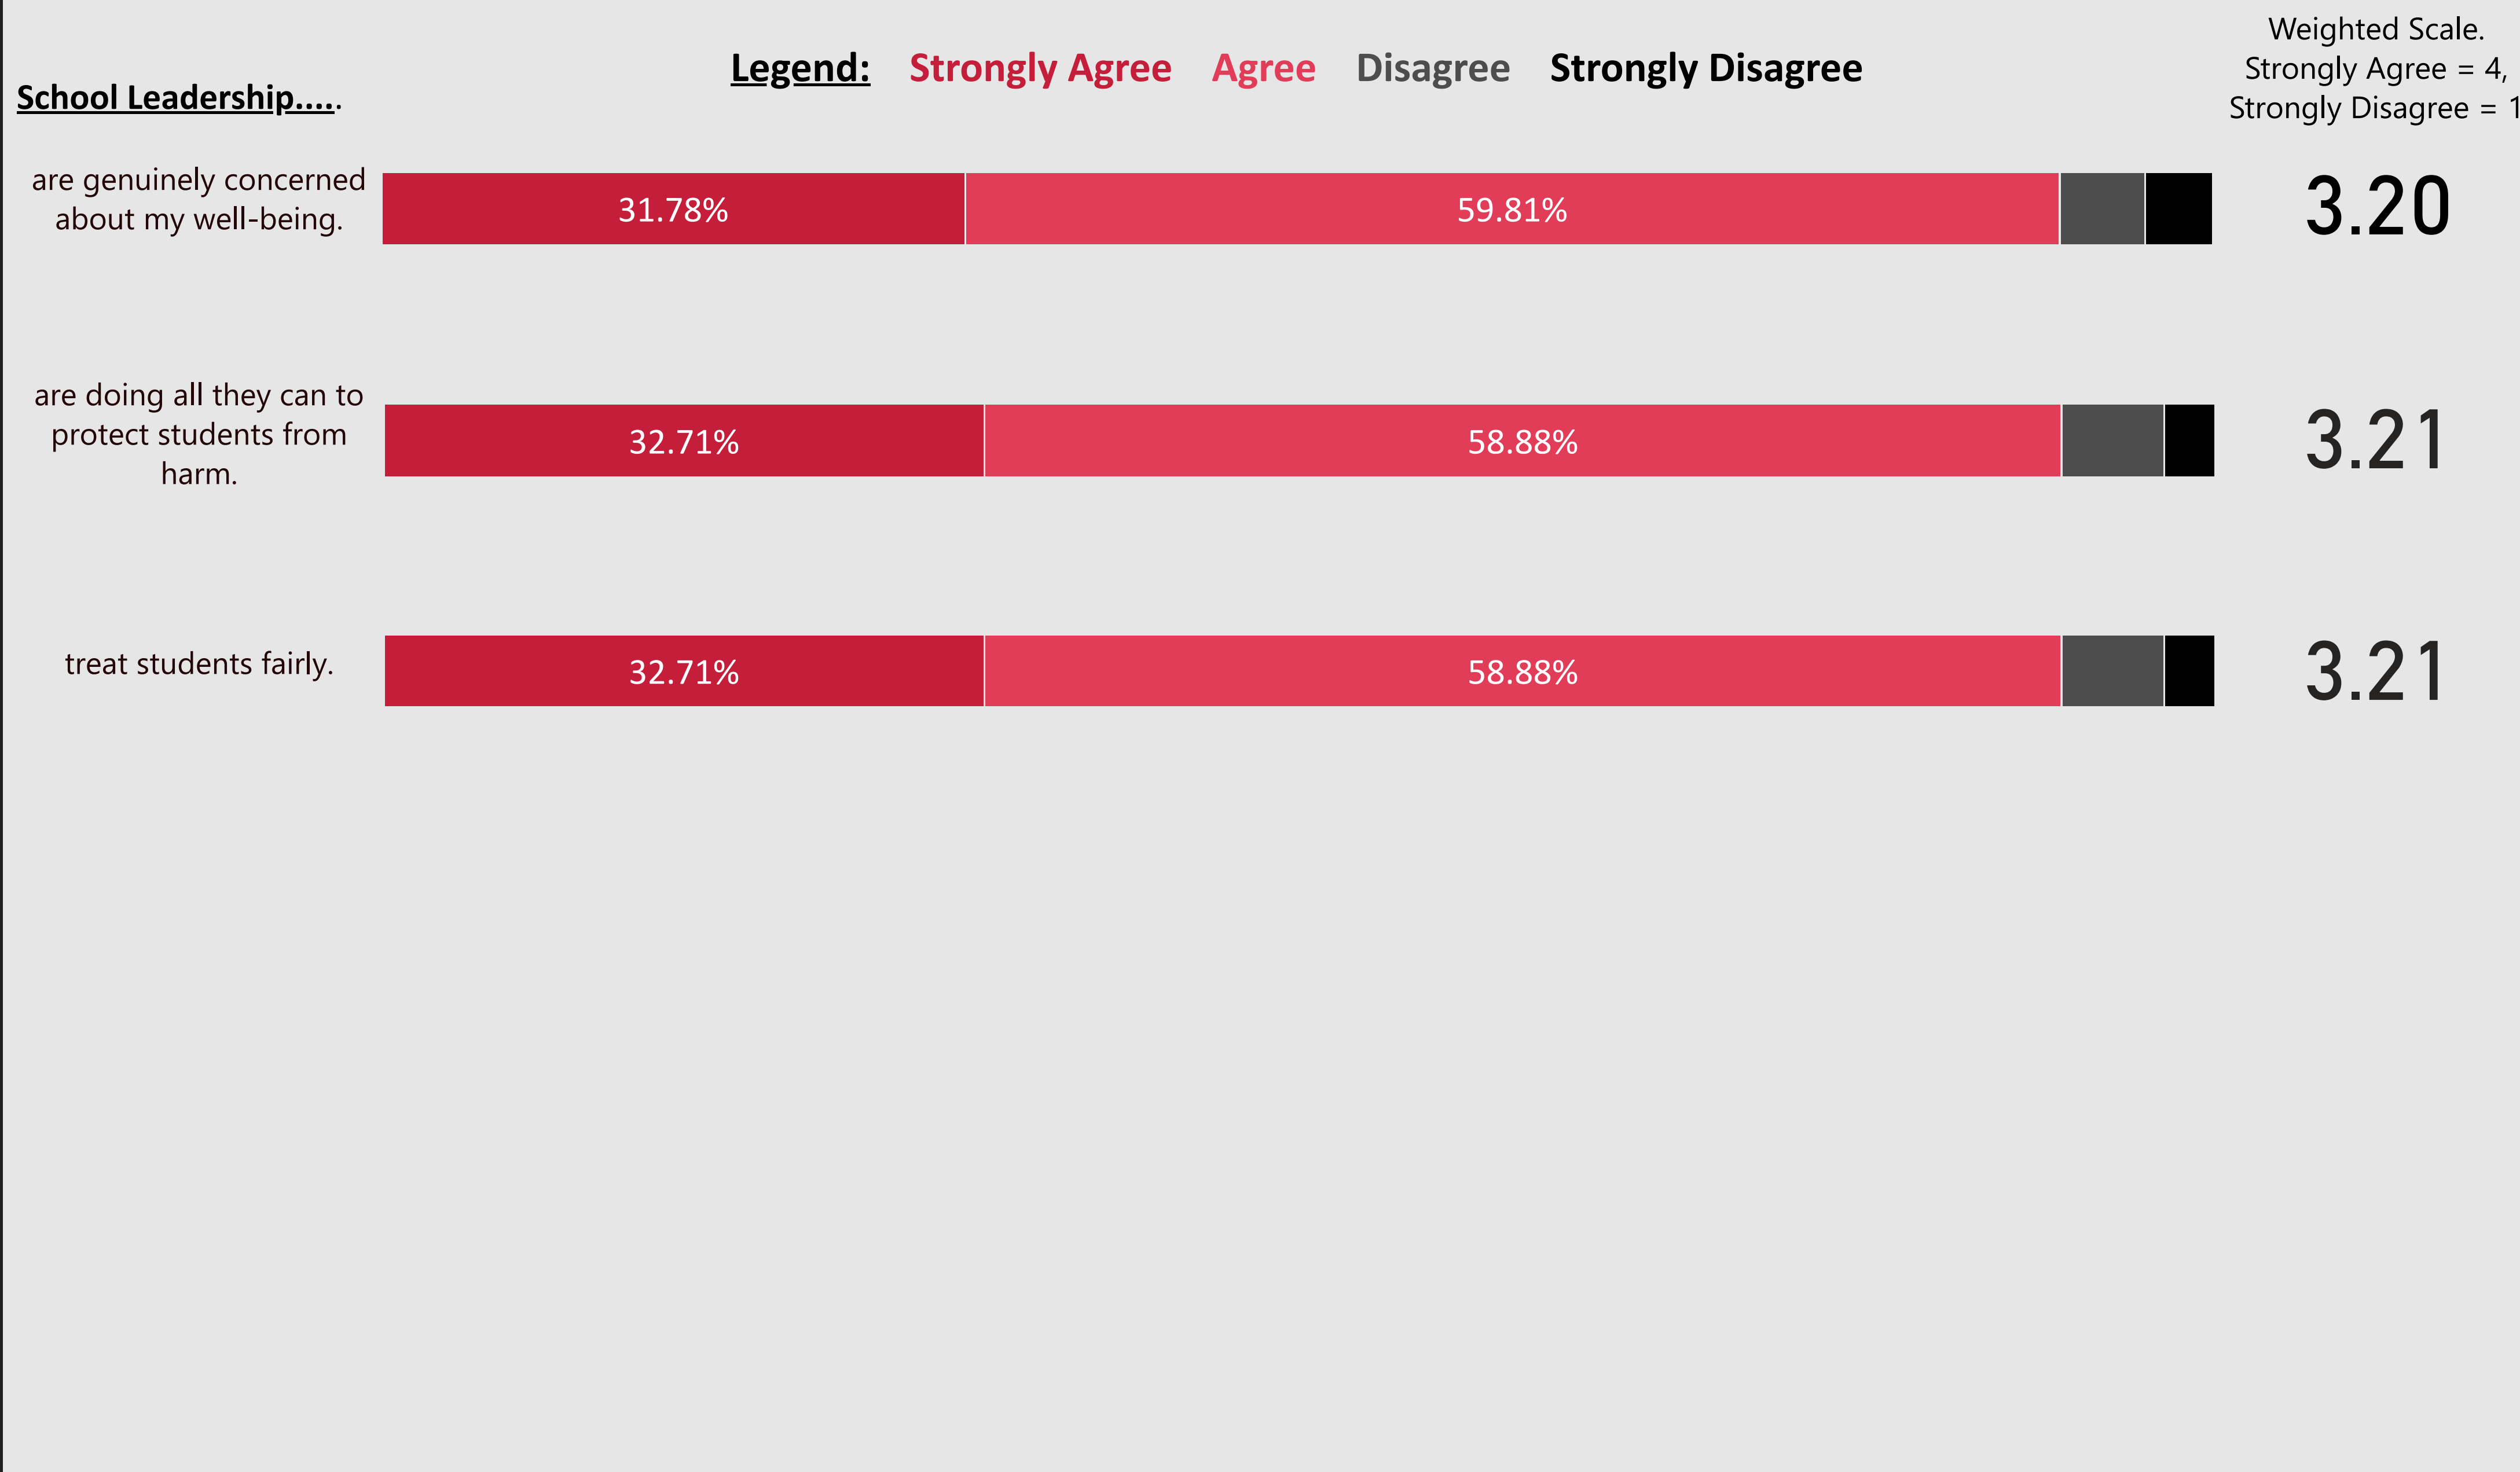 Weighted Scale.
Strongly Agree = 4,
Strongly Disagree = 1
Legend: Strongly Agree Agree Disagree Strongly Disagree
School Leadership.....
are genuinely concerned
about my well-being.
31.78%
59.81%
3.20
are doing all they can to
protect students from
harm.
32.71%
58.88%
3.21
treat students fairly.
32.71%
58.88%
3.21